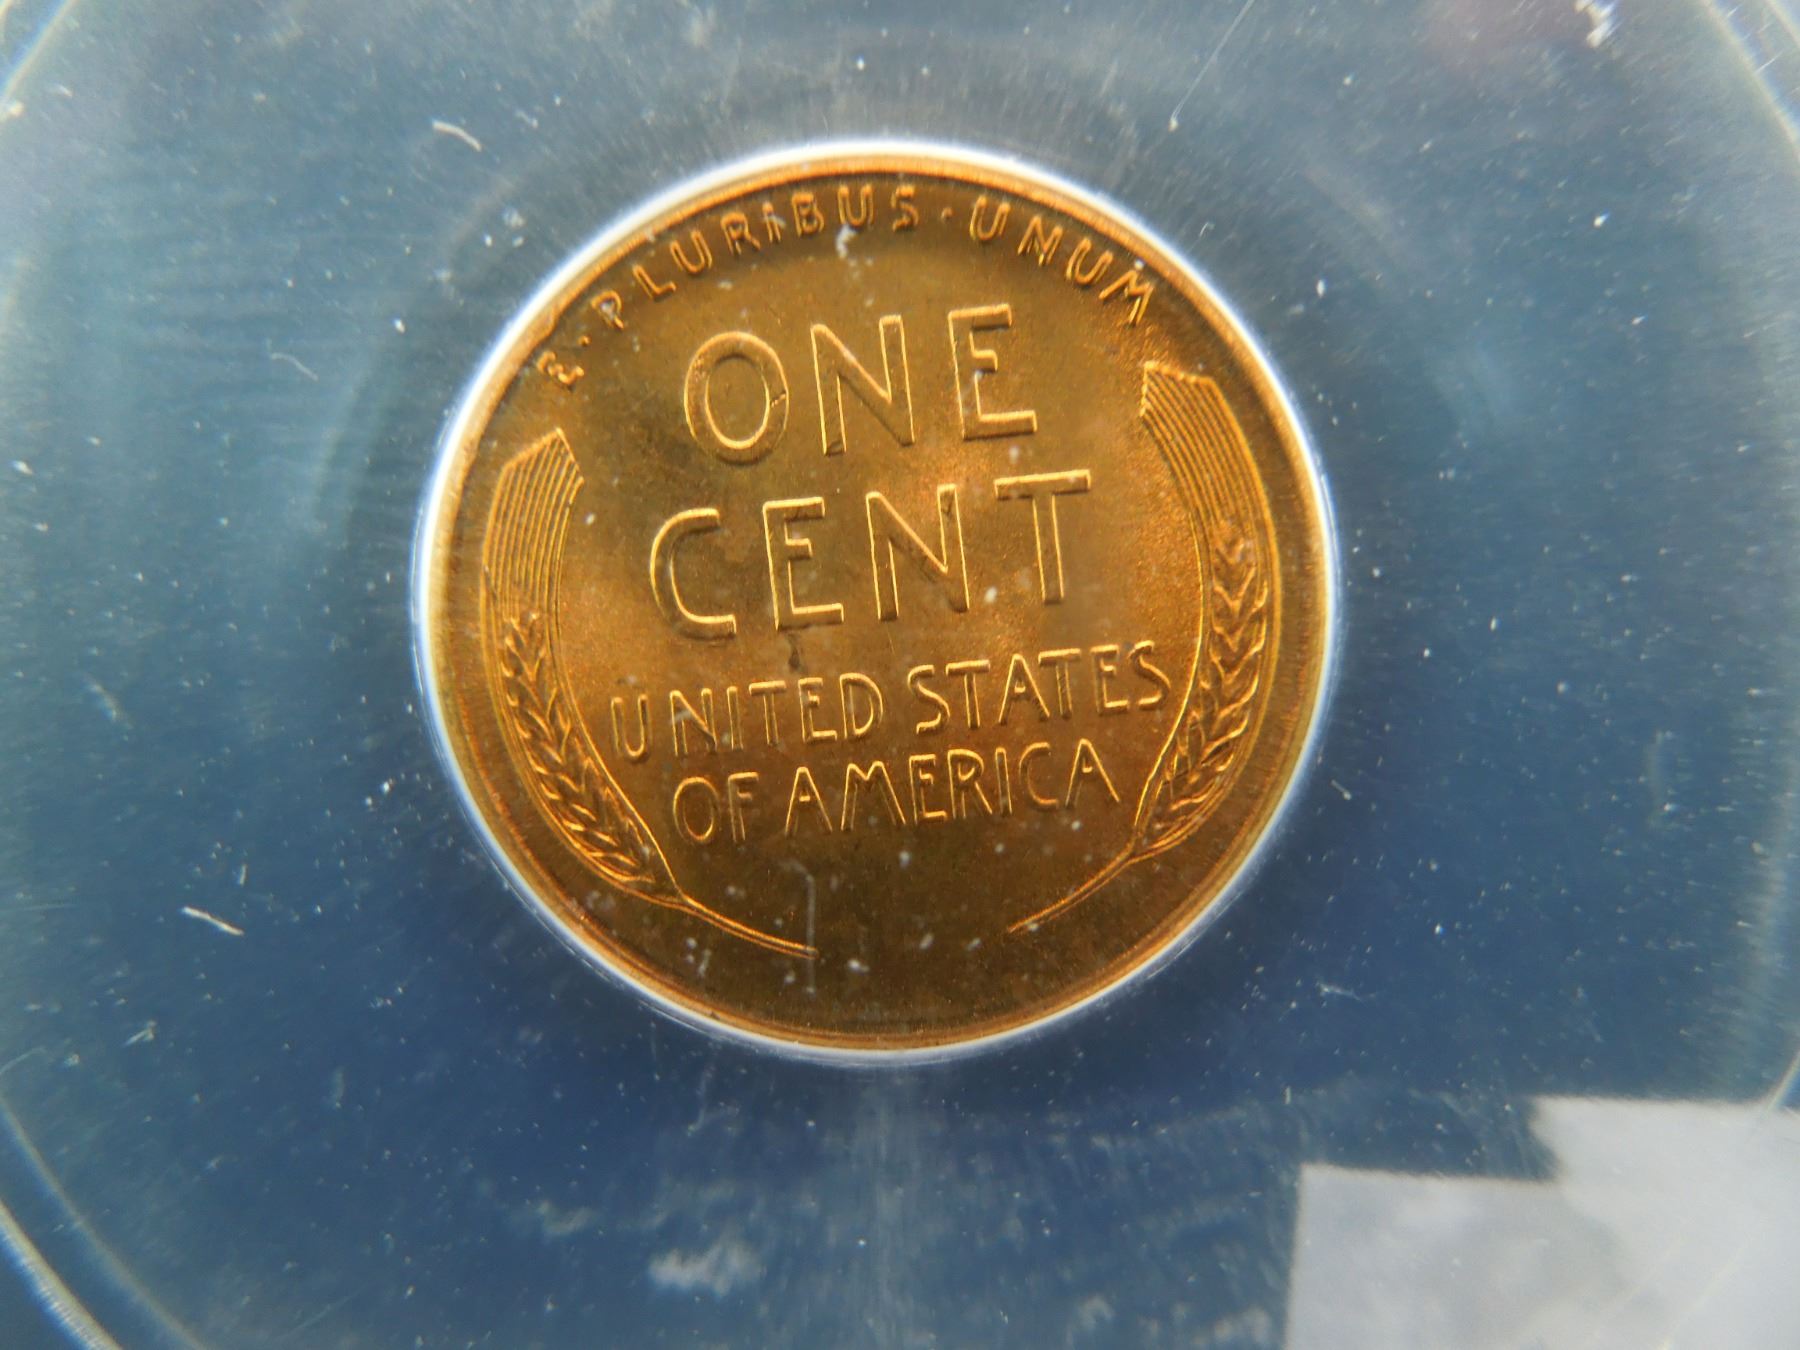 E · PLURIBUS · UNUM
ONE
CENT
UNITED STATES
OF AMERICA